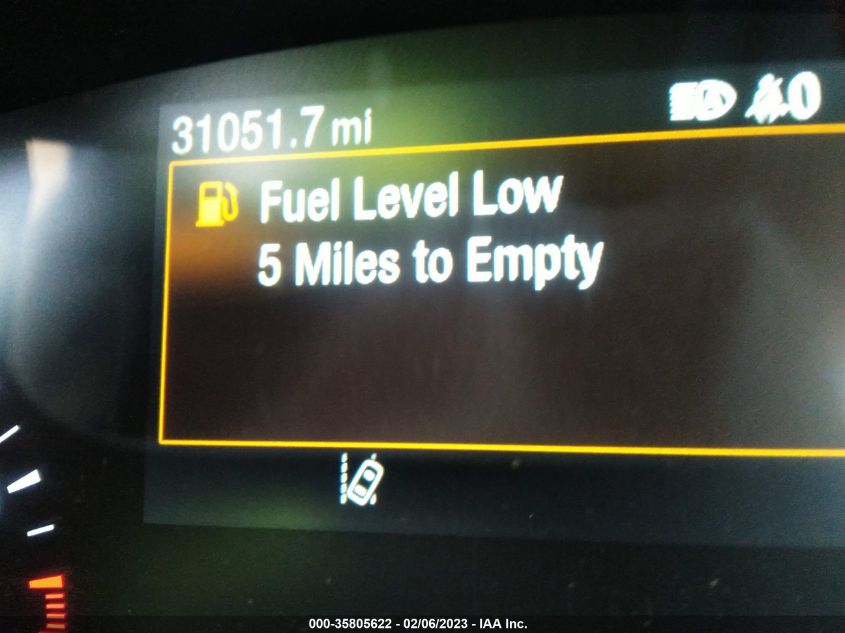 31051.7 mi
Fuel Level Low
5 Miles to Empty
000-35805622 - 02/06/2023 - IAA Inc.